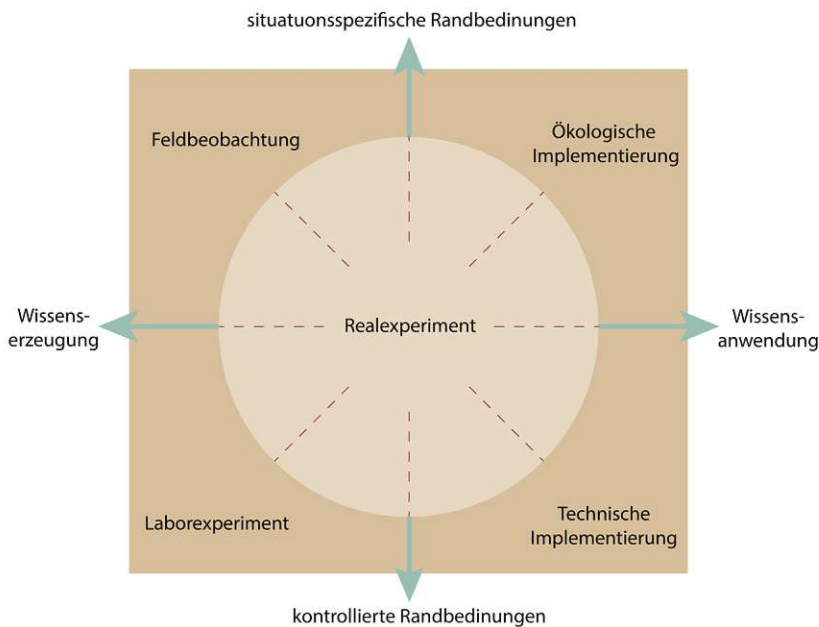 situatuonsspezifische Randbedinungen
Feldbeobachtung
Ökologische
Implementierung
Wissens-
erzeugung
Realexperiment
Wissens-
anwendung
Laborexperiment
Technische
Implementierung
kontrollierte Randbedinungen